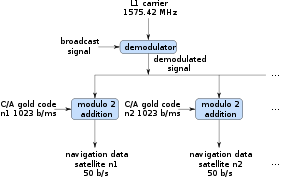 L1 carrier
1575.42 MHz
broadcast
signal
demodulator
demodulated
signal
...
C/A gold code
n1 1023 b/ms
modulo 2
addition
C/A gold code
n2 1023 b/ms
modulo 2
addition
...
navigation data
satellite n1
50 b/s
navigation data
satellite n2
50 b/s
...